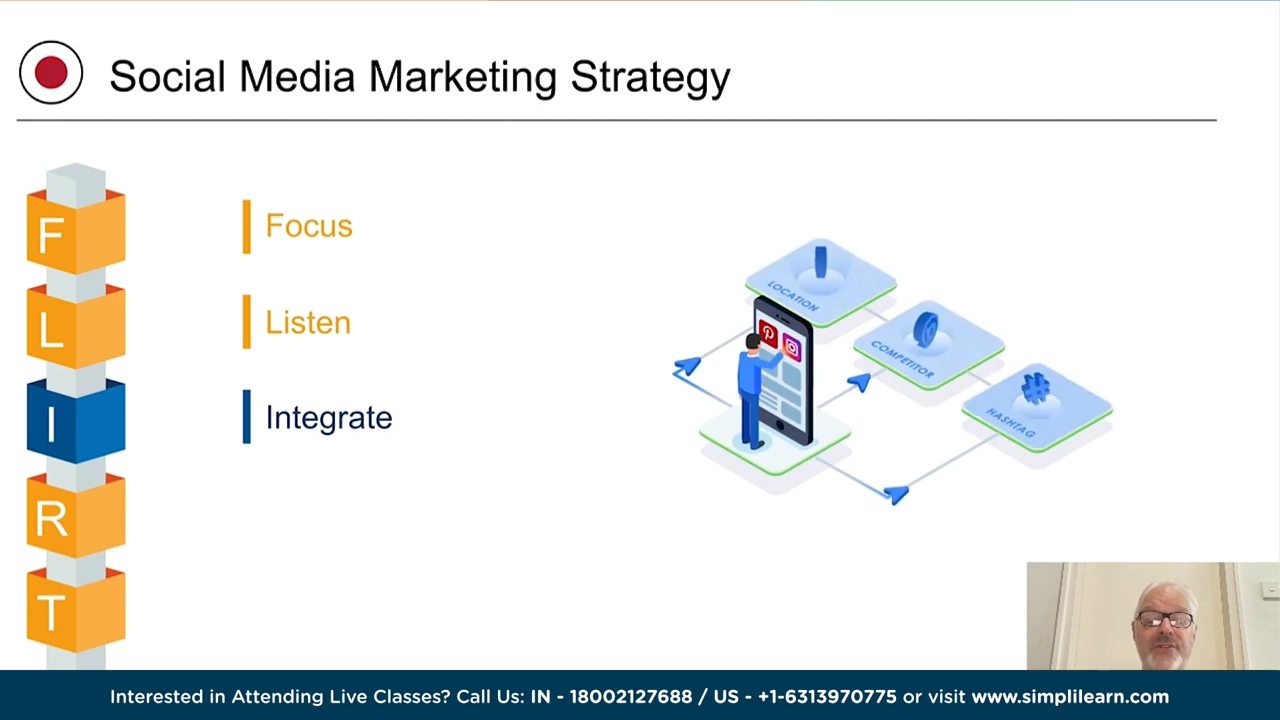 Social Media Marketing Strategy
F
Focus
L
Listen
I
Integrate
R
T
LOCATION
COMPETITOR
#
HASHTAG
Interested in Attending Live Classes? Call Us: IN - 18002127688 / US - +1-6313970775 or visit www.simplilearn.com